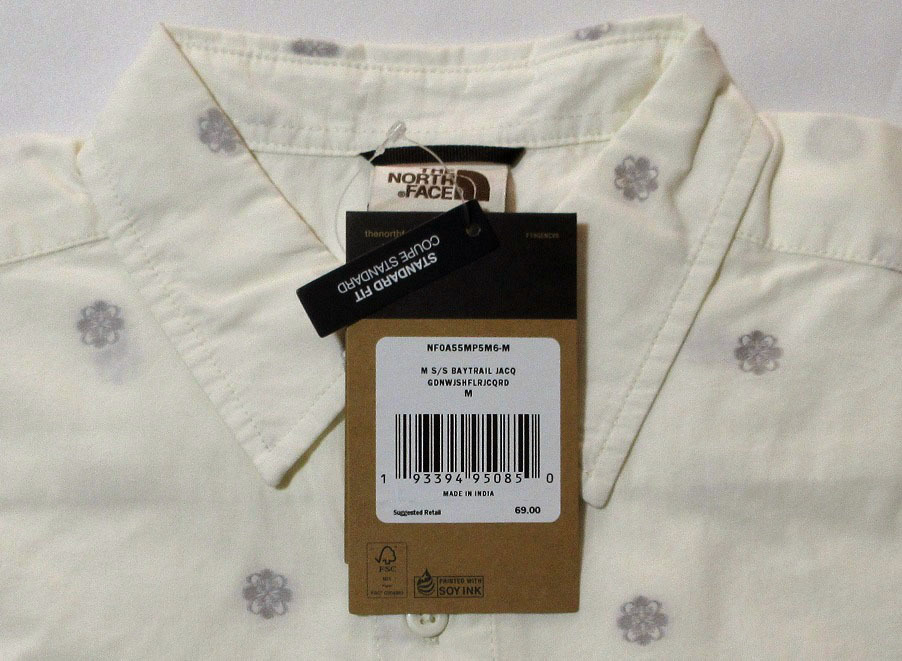 THE
NORTH
FACE
STANDARD FIT
COUPE STANDARD
NF0A55MP5M6-M
M S/S BAYTRAIL JACQ
GDNWJSHFLRJCQRD
M
1 93394 95085 0
MADE IN INDIA
Suggested Retail 69.00
FSC
PRINTED WITH
SOY INK